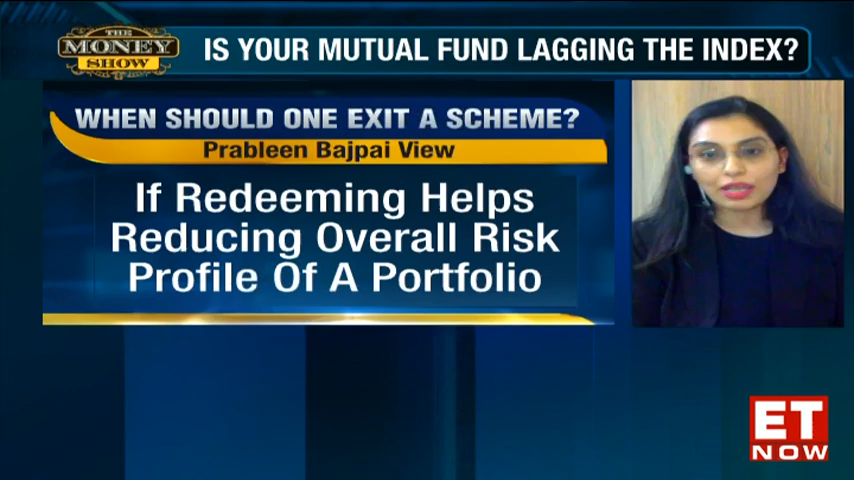 THE
MONEY
SHOW
IS YOUR MUTUAL FUND LAGGING THE INDEX?
WHEN SHOULD ONE EXIT A SCHEME?
Prableen Bajpai View
If Redeeming Helps
Reducing Overall Risk
Profile Of A Portfolio
ET
NOW